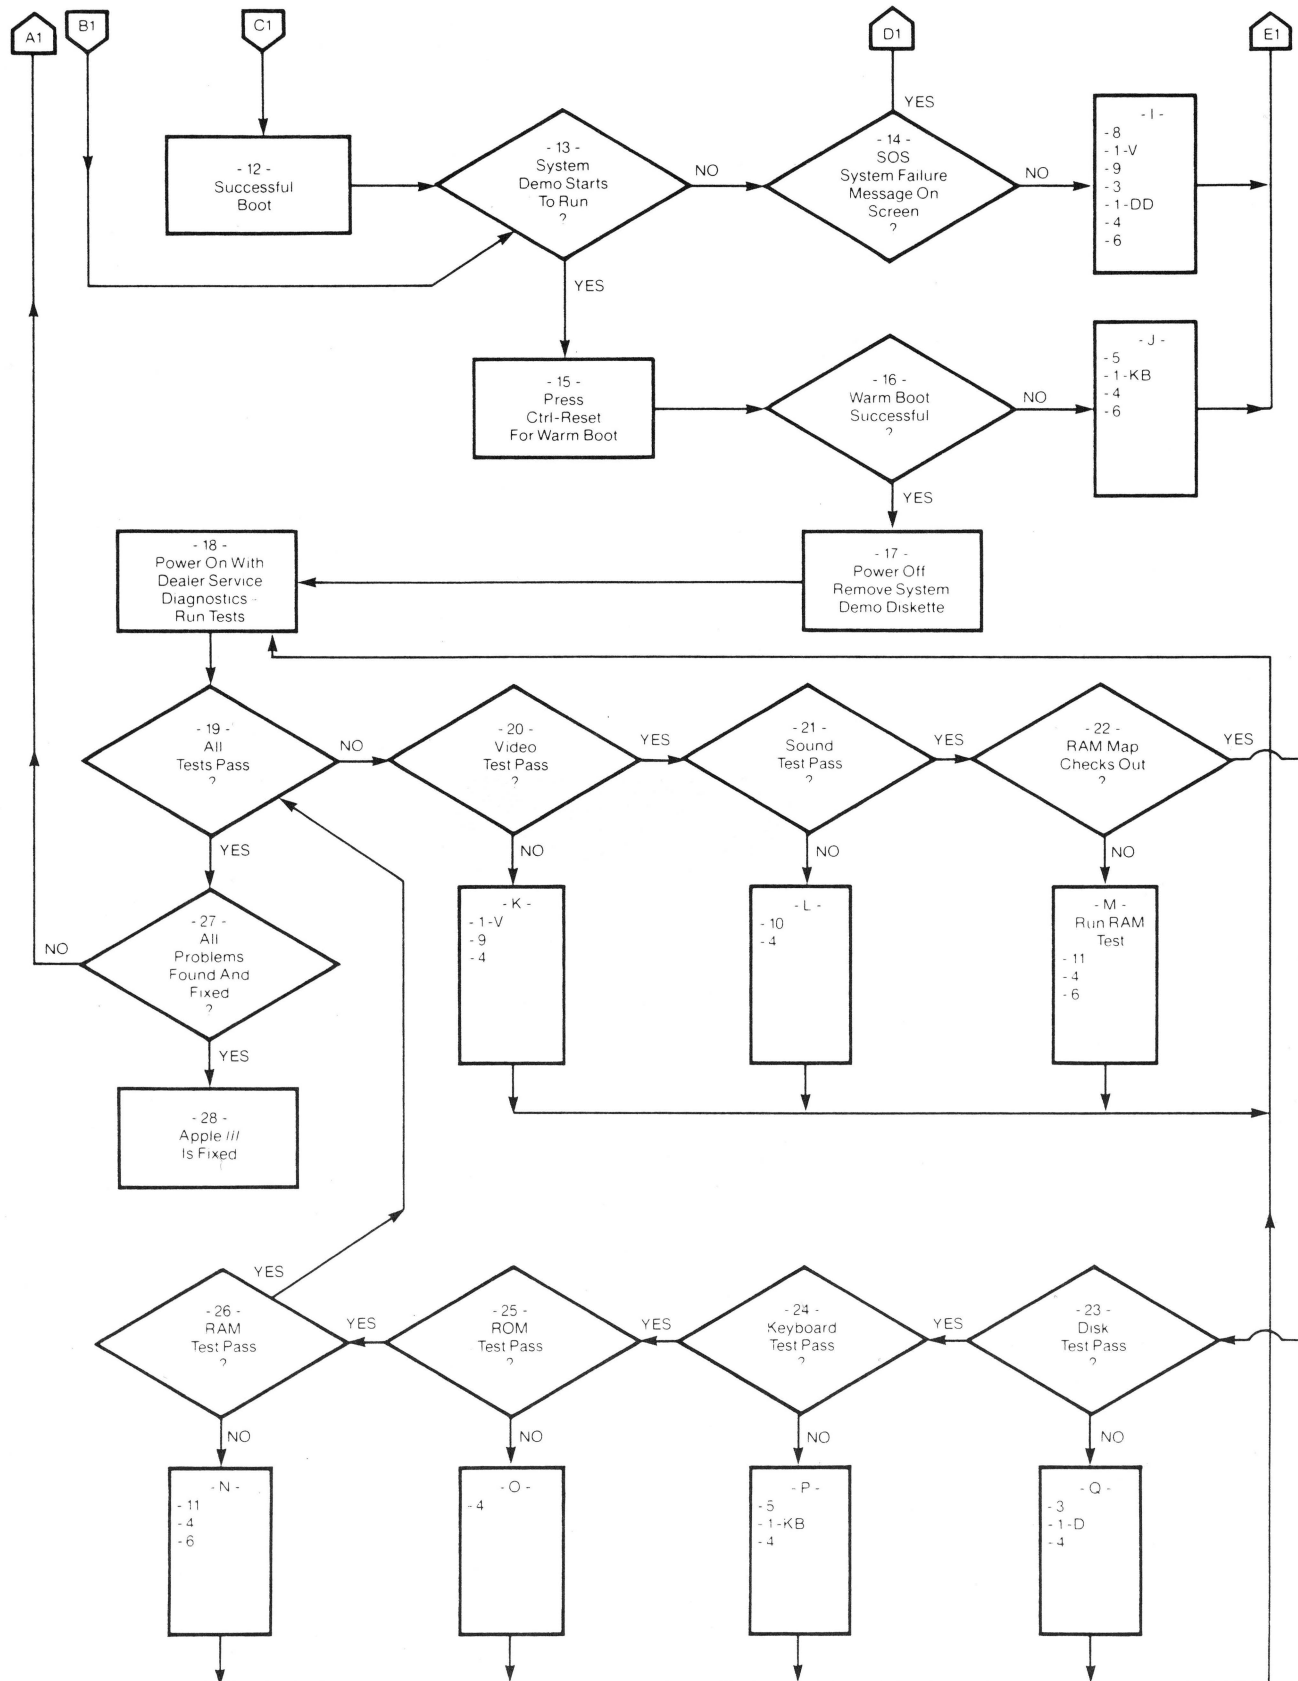 A1
B1
C1
D1
E1
- 12 -
Successful
Boot
- 13 -
System
Demo Starts
To Run
?
NO
YES
- 14 -
SOS
System Failure
Message On
Screen
?
YES
NO
- I -
- 8
- 1 - V
- 9
- 3
- 1 - DD
- 4
- 6
- 15 -
Press
Ctrl-Reset
For Warm Boot
- 16 -
Warm Boot
Successful
?
NO
YES
- J -
- 5
- 1 - KB
- 4
- 6
- 17 -
Power Off
Remove System
Demo Diskette
- 18 -
Power On With
Dealer Service
Diagnostics -
Run Tests
- 19 -
All
Tests Pass
?
NO
YES
- 20 -
Video
Test Pass
?
YES
NO
- 21 -
Sound
Test Pass
?
YES
NO
- 22 -
RAM Map
Checks Out
?
YES
NO
- K -
- 1 - V
- 9
- 4
- L -
- 10
- 4
- M -
Run RAM
Test
- 11
- 4
- 6
- 27 -
All
Problems
Found And
Fixed
?
NO
YES
- 28 -
Apple ///
Is Fixed
- 26 -
RAM
Test Pass
?
YES
NO
- 25 -
ROM
Test Pass
?
YES
NO
- 24 -
Keyboard
Test Pass
?
YES
NO
- 23 -
Disk
Test Pass
?
YES
NO
- N -
- 11
- 4
- 6
- O -
- 4
- P -
- 5
- 1 - KB
- 4
- Q -
- 3
- 1 - D
- 4